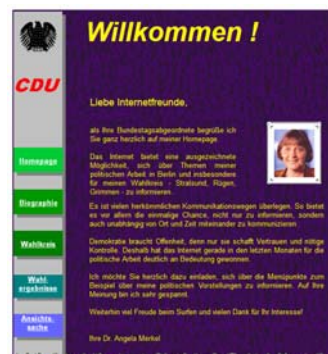 Willkommen !
CDU
Liebe Internetfreunde,
als Ihre Bundestagsabgeordnete begrüße ich
Sie ganz herzlich auf meiner Homepage.
Das Internet bietet eine ausgezeichnete
Möglichkeit, sich über Themen meiner
politischen Arbeit in Berlin und insbesondere
für meinen Wahlkreis - Stralsund, Rügen,
Grimmen - zu informieren.
Es ist vielen herkömmlichen Kommunikationswegen überlegen. So bietet
es vor allem die einmalige Chance, nicht nur zu informieren, sondern
auch unabhängig von Ort und Zeit miteinander zu kommunizieren.
Demokratie braucht Offenheit, denn nur sie schafft Vertrauen und nötige
Kontrolle. Deshalb hat das Internet gerade in den letzten Monaten für die
politische Arbeit deutlich an Bedeutung gewonnen.
Ich möchte Sie herzlich dazu einladen, sich über die Menüpunkte zum
Beispiel über meine politischen Vorstellungen zu informieren. Auf Ihre
Meinung bin ich sehr gespannt.
Weiterhin viel Freude beim Surfen und vielen Dank für Ihr Interesse!
Ihre Dr. Angela Merkel
Homepage
Biographie
Wahlkreis
Wahl-
ergebnisse
Ansichts-
sache